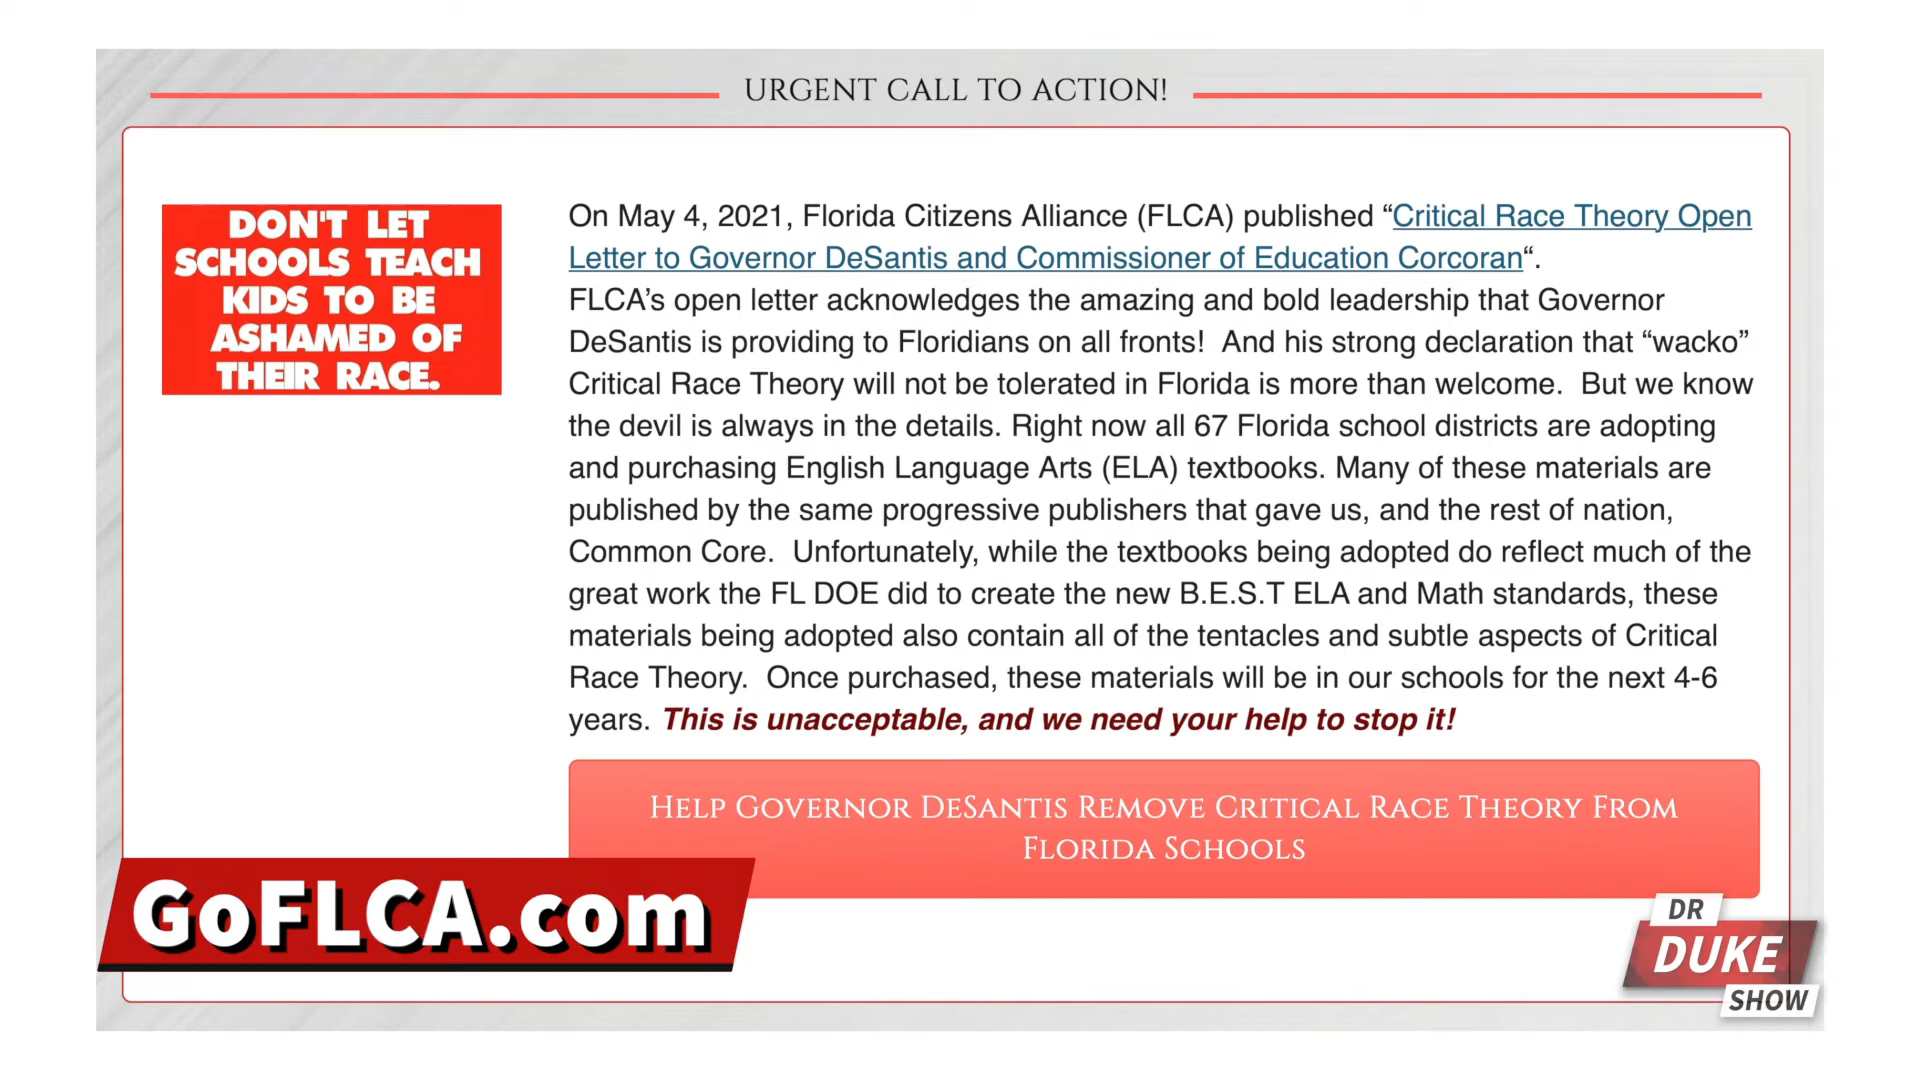 URGENT CALL TO ACTION!
DON'T LET
SCHOOLS TEACH
KIDS TO BE
ASHAMED OF
THEIR RACE.
On May 4, 2021, Florida Citizens Alliance (FLCA) published “Critical Race Theory Open
Letter to Governor DeSantis and Commissioner of Education Corcoran“.
FLCA’s open letter acknowledges the amazing and bold leadership that Governor
DeSantis is providing to Floridians on all fronts!  And his strong declaration that “wacko”
Critical Race Theory will not be tolerated in Florida is more than welcome.  But we know
the devil is always in the details. Right now all 67 Florida school districts are adopting
and purchasing English Language Arts (ELA) textbooks. Many of these materials are
published by the same progressive publishers that gave us, and the rest of nation,
Common Core.  Unfortunately, while the textbooks being adopted do reflect much of the
great work the FL DOE did to create the new B.E.S.T ELA and Math standards, these
materials being adopted also contain all of the tentacles and subtle aspects of Critical
Race Theory.  Once purchased, these materials will be in our schools for the next 4-6
years. This is unacceptable, and we need your help to stop it!
HELP GOVERNOR DESANTIS REMOVE CRITICAL RACE THEORY FROM
FLORIDA SCHOOLS
GoFLCA.com
DR
DUKE
SHOW